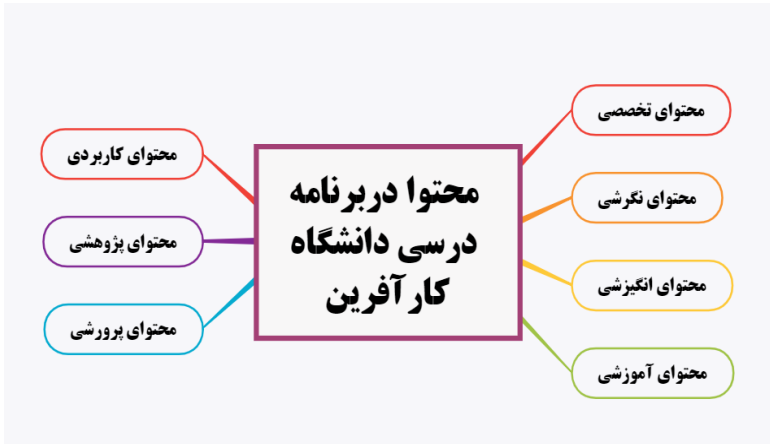 محتوا دربرنامه
درسی دانشگاه
کارآفرین
محتوای تخصصی
محتوای نگرشی
محتوای انگیزشی
محتوای آموزشی
محتوای کاربردی
محتوای پژوهشی
محتوای پرورشی